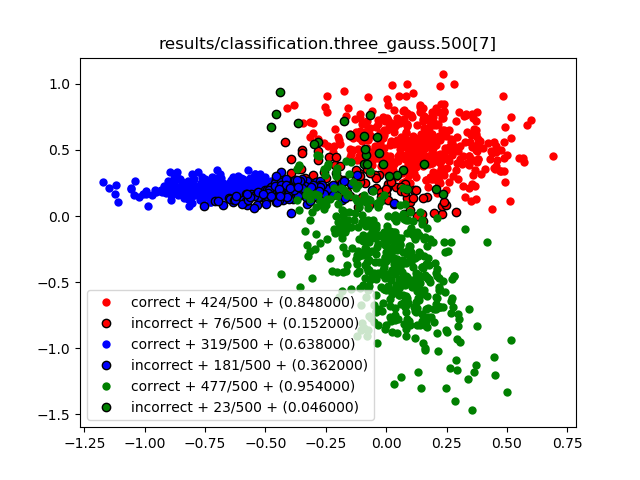 results/classification.three_gauss.500[7]
1.0
0.5
0.0
−0.5
−1.0
−1.5
correct + 424/500 + (0.848000)
incorrect + 76/500 + (0.152000)
correct + 319/500 + (0.638000)
incorrect + 181/500 + (0.362000)
correct + 477/500 + (0.954000)
incorrect + 23/500 + (0.046000)
−1.25 −1.00 −0.75 −0.50 −0.25 0.00 0.25 0.50 0.75